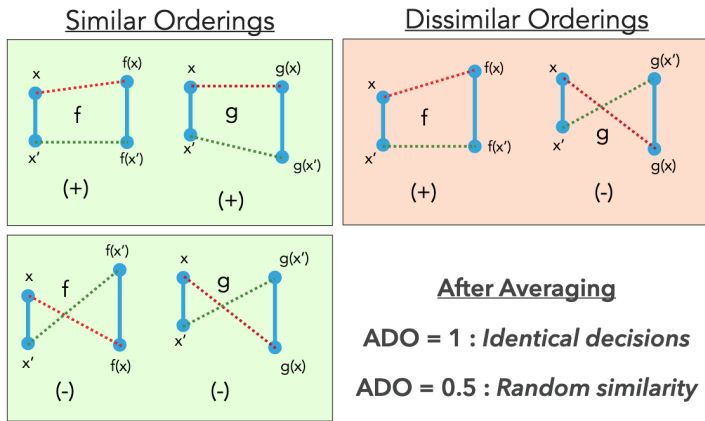 Similar Orderings
Dissimilar Orderings
x
f(x)
f
x'
f(x')
(+)
x
g(x)
g
x'
g(x')
(+)
x
f(x)
f
x'
f(x')
(+)
x
g(x')
g
x'
g(x)
(-)
x
f(x')
f
x'
f(x)
(-)
x
g(x')
g
x'
g(x)
(-)
After Averaging
ADO = 1 : Identical decisions
ADO = 0.5 : Random similarity